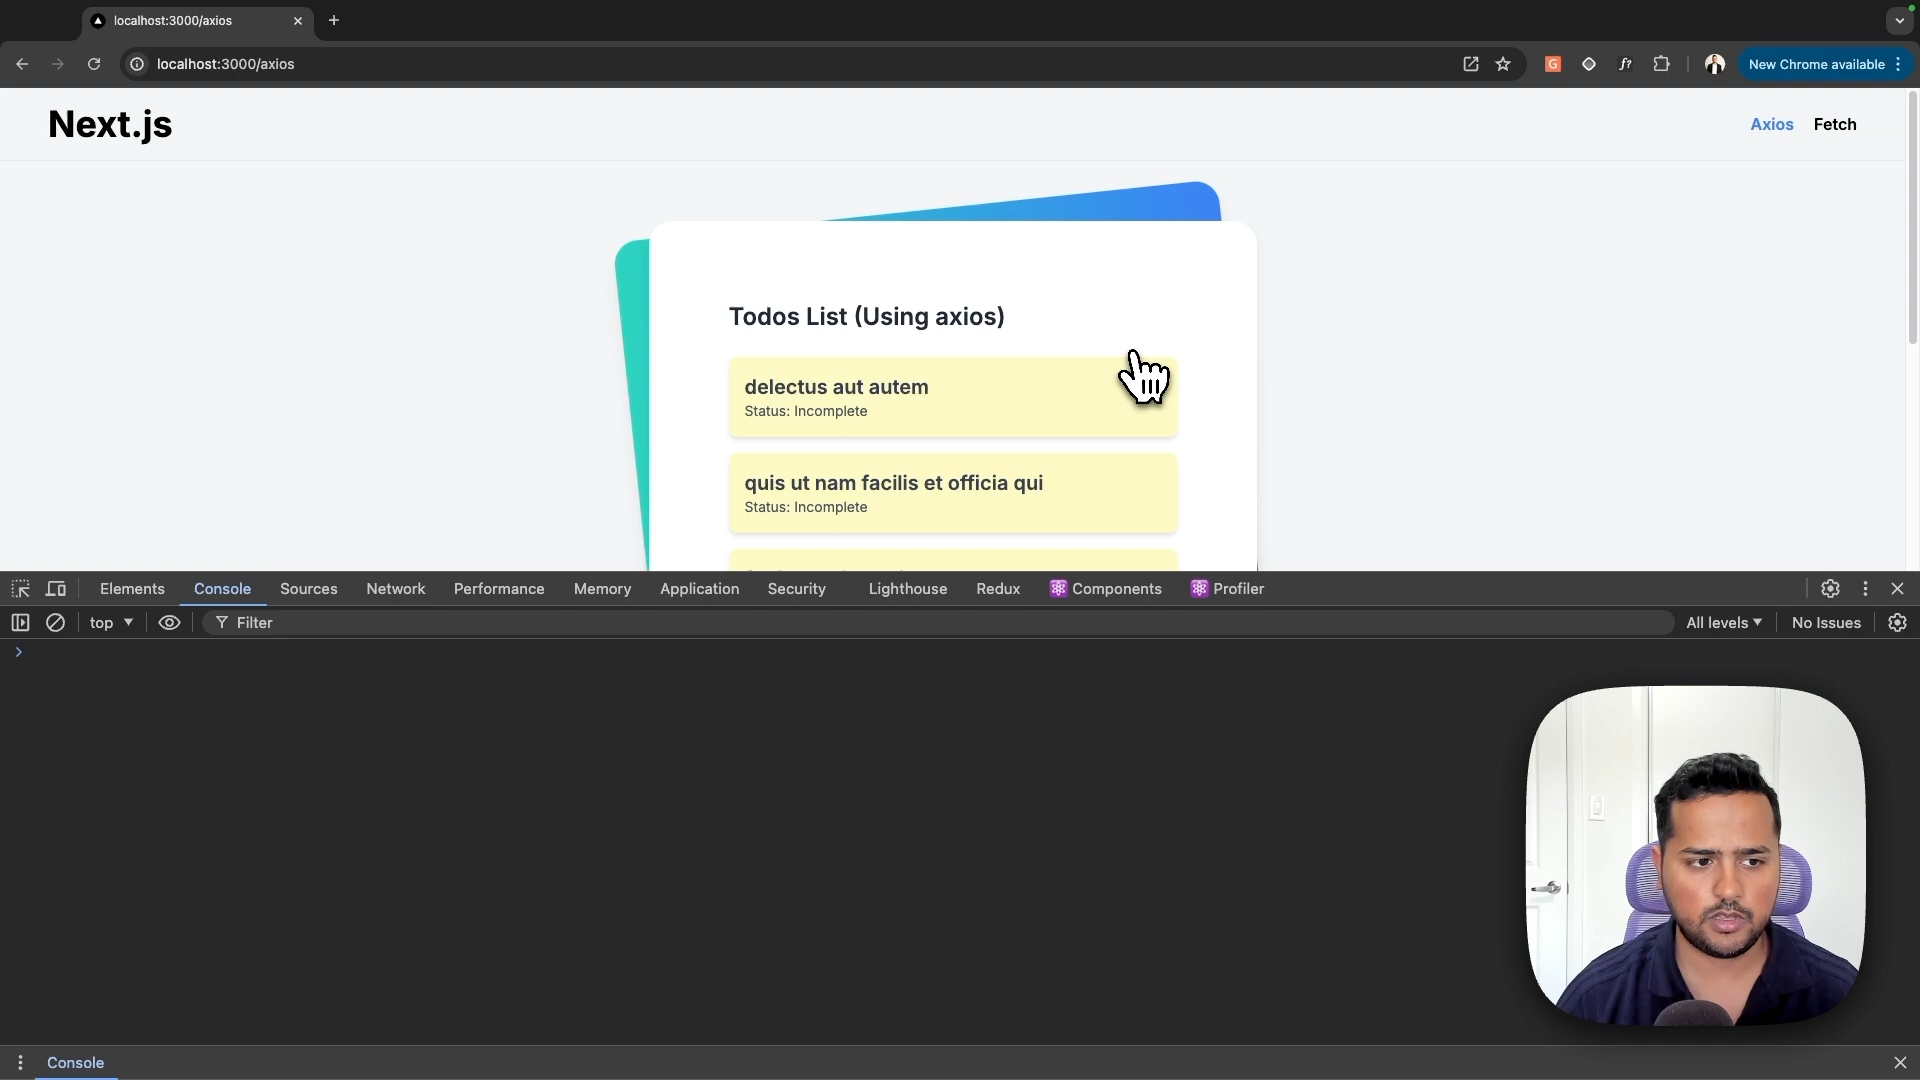 localhost:3000/axios
localhost:3000/axios
New Chrome available
Next.js
Axios
Fetch
Todos List (Using axios)
delectus aut autem
Status: Incomplete
quis ut nam facilis et officia qui
Status: Incomplete
Elements Console Sources Network Performance Memory Application Security Lighthouse Redux Components Profiler
top Filter All levels No Issues
Console